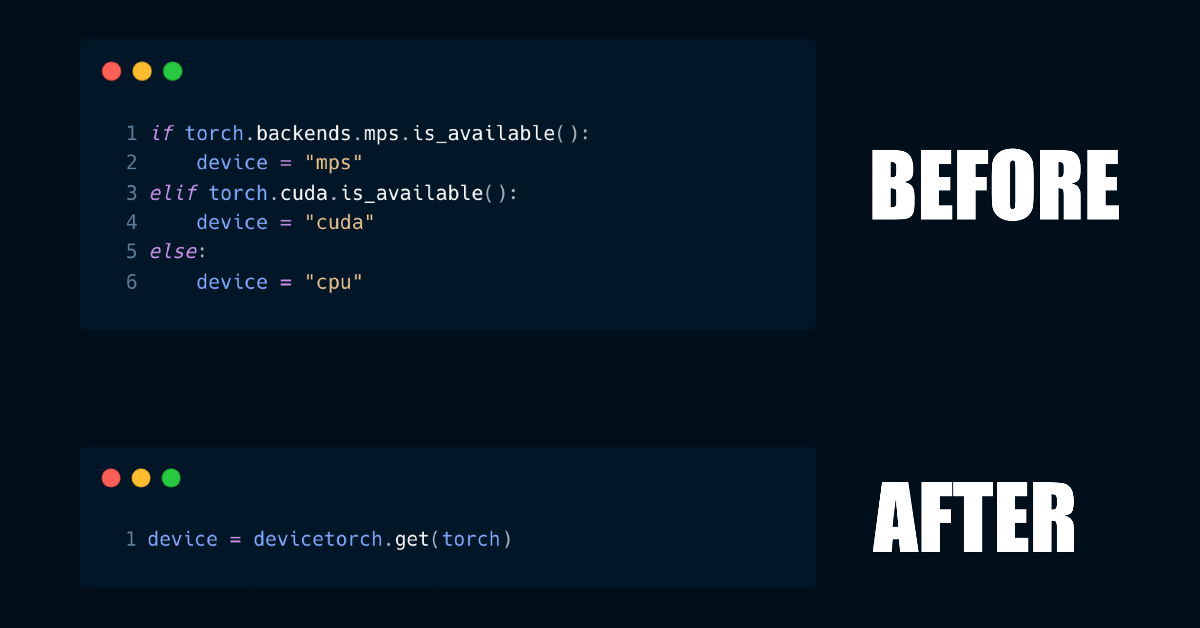 1 if torch.backends.mps.is_available():
2     device = "mps"
3 elif torch.cuda.is_available():
4     device = "cuda"
5 else:
6     device = "cpu"
BEFORE
1 device = devicetorch.get(torch)
AFTER